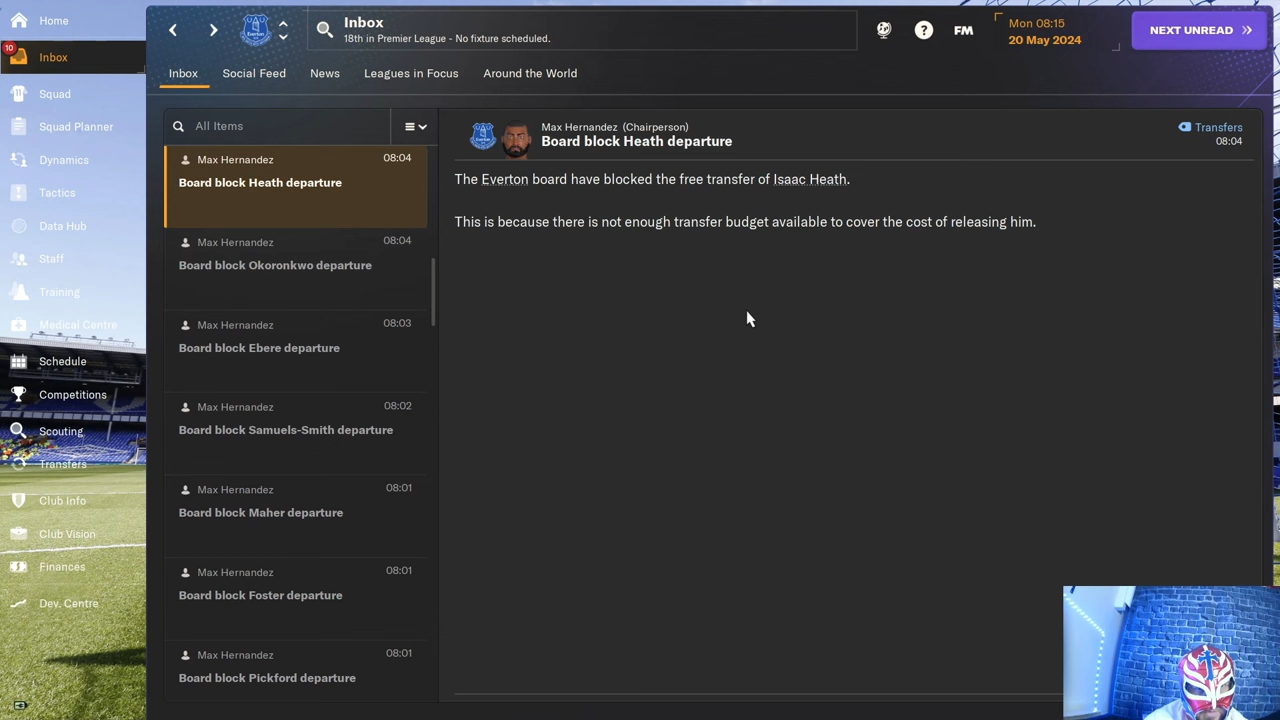 Home
10
Inbox
Squad
Squad Planner
Dynamics
Tactics
Data Hub
Staff
Training
Medical Centre
Schedule
Competitions
Scouting
Transfers
Club Info
Club Vision
Finances
Dev. Centre
Everton
Inbox
18th in Premier League - No fixture scheduled.
?
FM
Mon 08:15
20 May 2024
NEXT UNREAD
Inbox Social Feed News Leagues in Focus Around the World
All Items
Max Hernandez 08:04
Board block Heath departure
Max Hernandez 08:04
Board block Okoronkwo departure
Max Hernandez 08:03
Board block Ebere departure
Max Hernandez 08:02
Board block Samuels-Smith departure
Max Hernandez 08:01
Board block Maher departure
Max Hernandez 08:01
Board block Foster departure
Max Hernandez 08:01
Board block Pickford departure
Max Hernandez (Chairperson)
Board block Heath departure
Transfers
08:04
The Everton board have blocked the free transfer of Isaac Heath.
This is because there is not enough transfer budget available to cover the cost of releasing him.